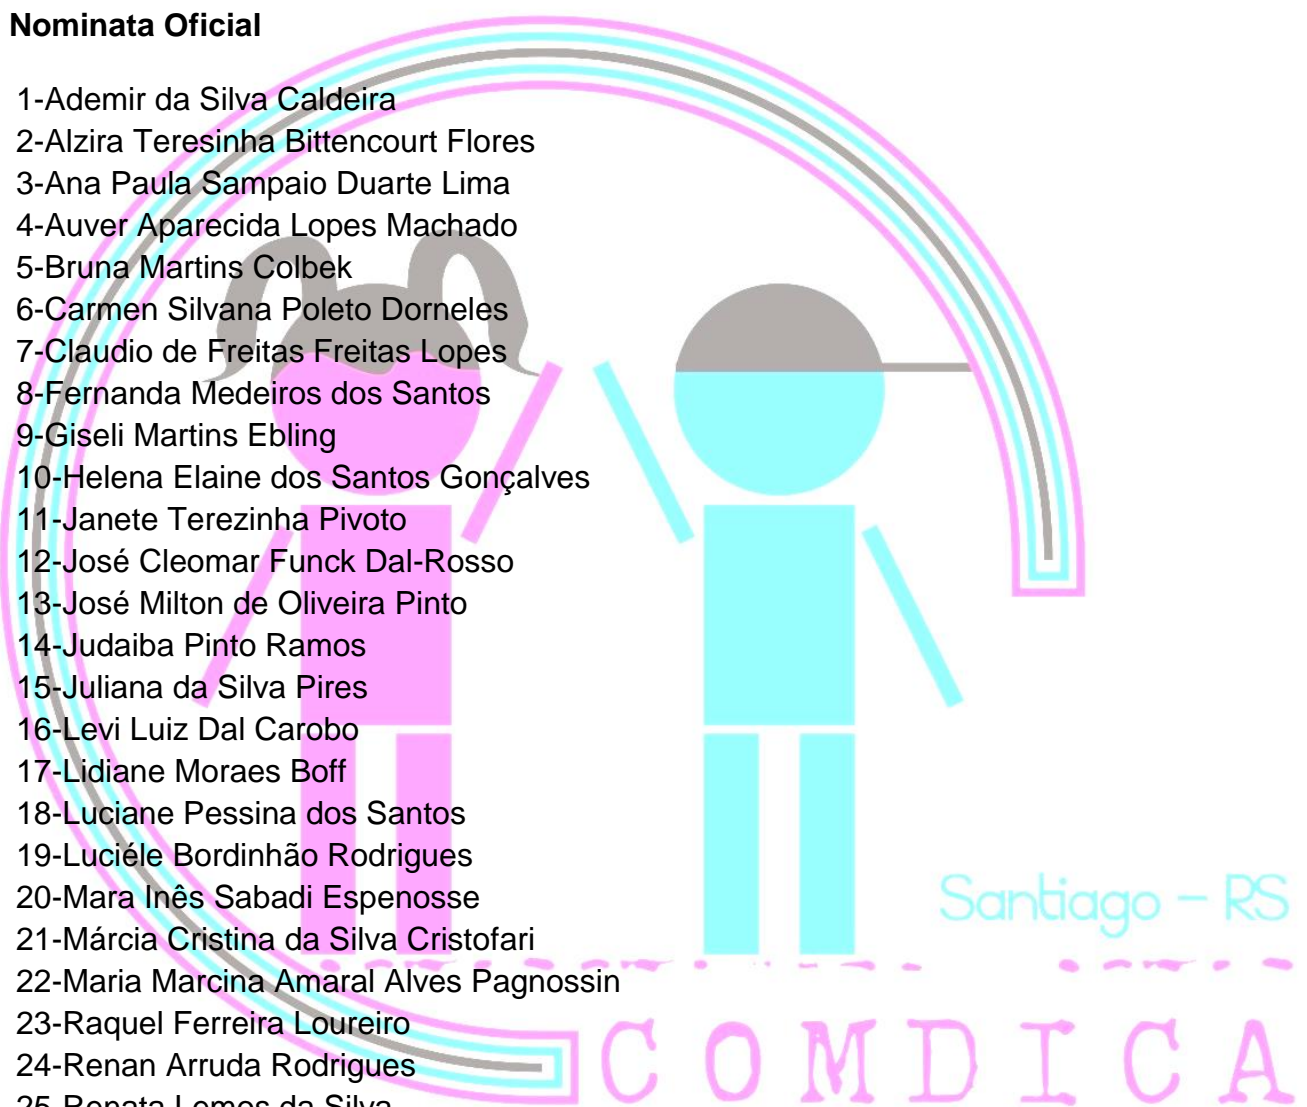 Nominata Oficial
1-Ademir da Silva Caldeira
2-Alzira Teresinha Bittencourt Flores
3-Ana Paula Sampaio Duarte Lima
4-Auver Aparecida Lopes Machado
5-Bruna Martins Colbek
6-Carmen Silvana Poleto Dorneles
7-Claudio de Freitas Freitas Lopes
8-Fernanda Medeiros dos Santos
9-Giseli Martins Ebling
10-Helena Elaine dos Santos Gonçalves
11-Janete Terezinha Pivoto
12-José Cleomar Funck Dal-Rosso
13-José Milton de Oliveira Pinto
14-Judaiba Pinto Ramos
15-Juliana da Silva Pires
16-Levi Luiz Dal Carobo
17-Lidiane Moraes Boff
18-Luciane Pessina dos Santos
19-Luciéle Bordinhão Rodrigues
20-Mara Inês Sabadi Espenosse
21-Márcia Cristina da Silva Cristofari
22-Maria Marcina Amaral Alves Pagnossin
23-Raquel Ferreira Loureiro
24-Renan Arruda Rodrigues
25-Renata Lemos da Silva
Santiago - RS
COMDICA